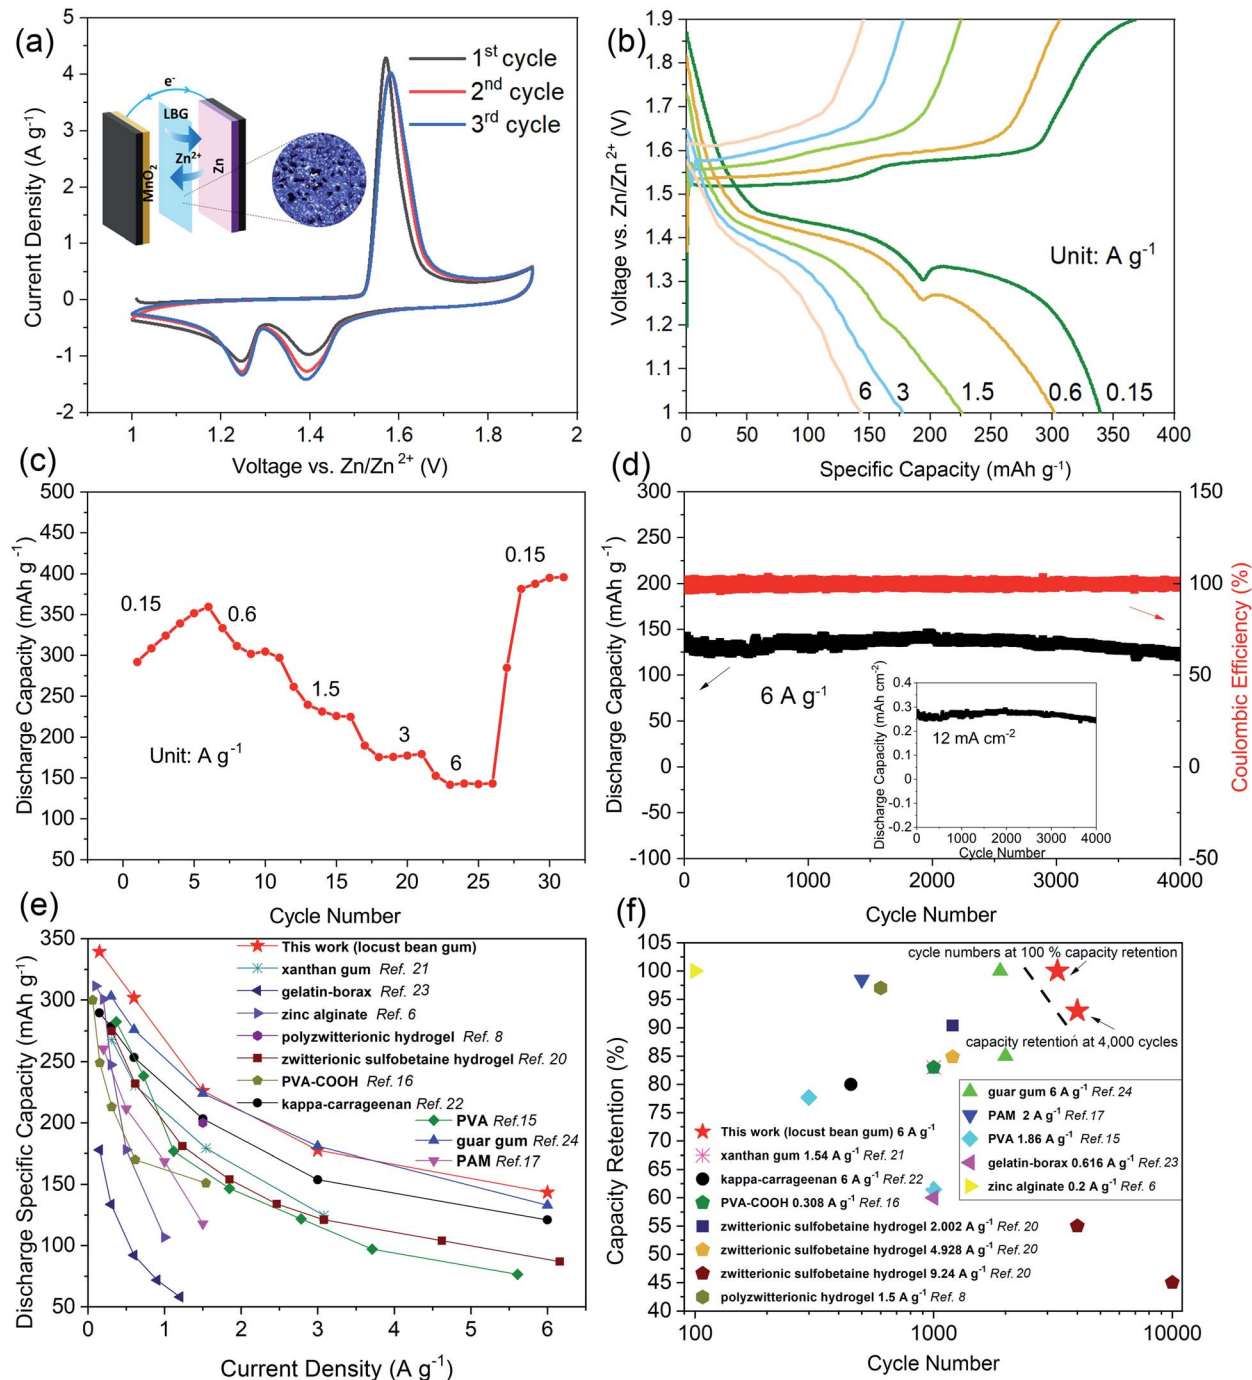 (a)
5
4
3
2
1
0
-1
-2
Current Density (A g-1)
1st cycle
2nd cycle
3rd cycle
e-
LBG
Zn2+
MnO2
Zn
1 1.2 1.4 1.6 1.8 2
Voltage vs. Zn/Zn2+ (V)
(b)
1.9
1.8
1.7
1.6
1.5
1.4
1.3
1.2
1.1
1
Voltage vs. Zn/Zn2+ (V)
Unit: A g-1
6 3 1.5 0.6 0.15
0 50 100 150 200 250 300 350 400
Specific Capacity (mAh g-1)
(c)
500
450
400
350
300
250
200
150
100
50
Discharge Capacity (mAh g-1)
0.15
0.6
1.5
3
6
0.15
Unit: A g-1
0 5 10 15 20 25 30
Cycle Number
(d)
300
250
200
150
125
100
50
0
-50
-100
Discharge Capacity (mAh g-1)
150
100
50
0
-50
Coulombic Efficiency (%)
6 A g-1
0.4
0.3
0.2
0.1
0
-0.1
-0.2
Discharge Capacity (mAh cm-2)
12 mA cm-2
0 1000 2000 3000 4000
Cycle Number
0 1000 2000 3000 4000
Cycle Number
(e)
350
300
250
200
150
100
50
Discharge Specific Capacity (mAh g-1)
This work (locust bean gum)
xanthan gum Ref. 21
gelatin-borax Ref. 23
zinc alginate Ref. 6
polyzwitterionic hydrogel Ref. 8
zwitterionic sulfobetaine hydrogel Ref. 20
PVA-COOH Ref. 16
kappa-carrageenan Ref. 22
PVA Ref.15
guar gum Ref.24
PAM Ref.17
0 1 2 3 4 5 6
Current Density (A g-1)
(f)
105
100
95
90
85
80
75
70
65
60
55
50
45
40
Capacity Retention (%)
cycle numbers at 100 % capacity retention
capacity retention at 4,000 cycles
This work (locust bean gum) 6 A g-1
xanthan gum 1.54 A g-1 Ref. 21
kappa-carrageenan 6 A g-1 Ref.22
PVA-COOH 0.308 A g-1 Ref. 16
zwitterionic sulfobetaine hydrogel 2.002 A g-1 Ref. 20
zwitterionic sulfobetaine hydrogel 4.928 A g-1 Ref. 20
zwitterionic sulfobetaine hydrogel 9.24 A g-1 Ref. 20
polyzwitterionic hydrogel 1.5 A g-1 Ref. 8
guar gum 6 A g-1 Ref.24
PAM 2 A g-1 Ref.17
PVA 1.86 A g-1 Ref.15
gelatin-borax 0.616 A g-1 Ref.23
zinc alginate 0.2 A g-1 Ref. 6
100 1000 10000
Cycle Number